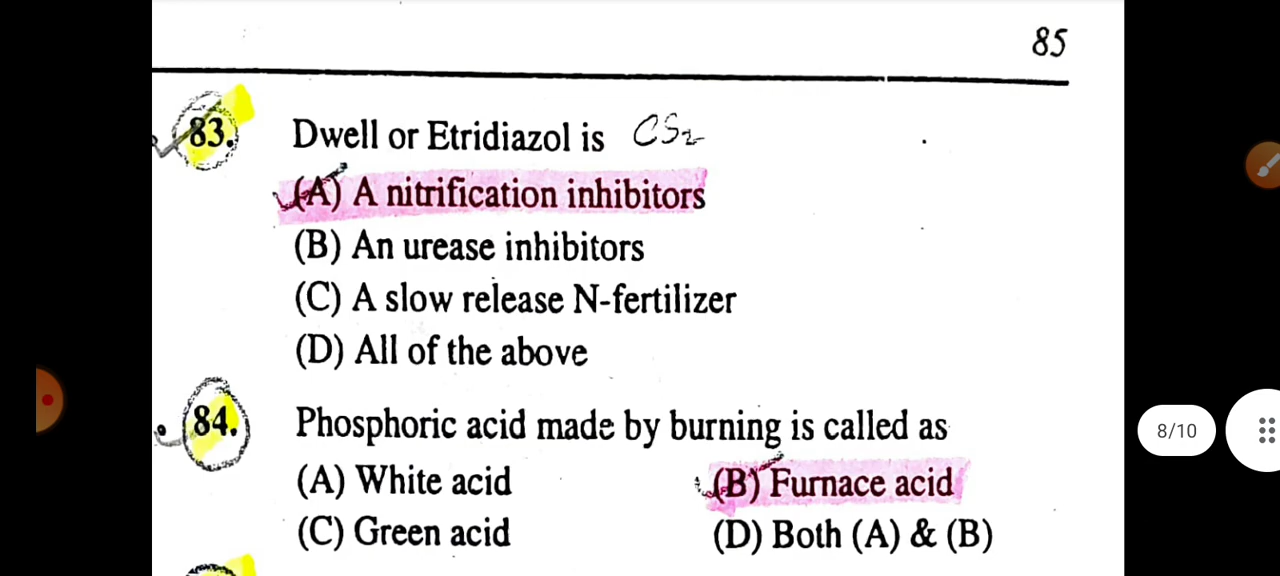 85
83. Dwell or Etridiazol is CS2
(A) A nitrification inhibitors
(B) An urease inhibitors
(C) A slow release N-fertilizer
(D) All of the above
84. Phosphoric acid made by burning is called as
(A) White acid (B) Furnace acid
(C) Green acid (D) Both (A) & (B)
8/10